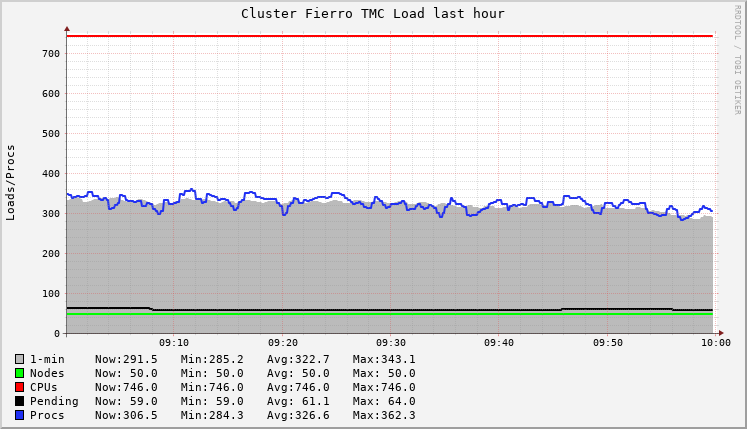 Cluster Fierro TMC Load last hour
RRDTOOL / TOBI OETIKER
Loads/Procs
700
600
500
400
300
200
100
0
09:10 09:20 09:30 09:40 09:50 10:00
1-min Now:291.5 Min:285.2 Avg:322.7 Max:343.1
Nodes Now: 50.0 Min: 50.0 Avg: 50.0 Max: 50.0
CPUs Now:746.0 Min:746.0 Avg:746.0 Max:746.0
Pending Now: 59.0 Min: 59.0 Avg: 61.1 Max: 64.0
Procs Now:306.5 Min:284.3 Avg:326.6 Max:362.3